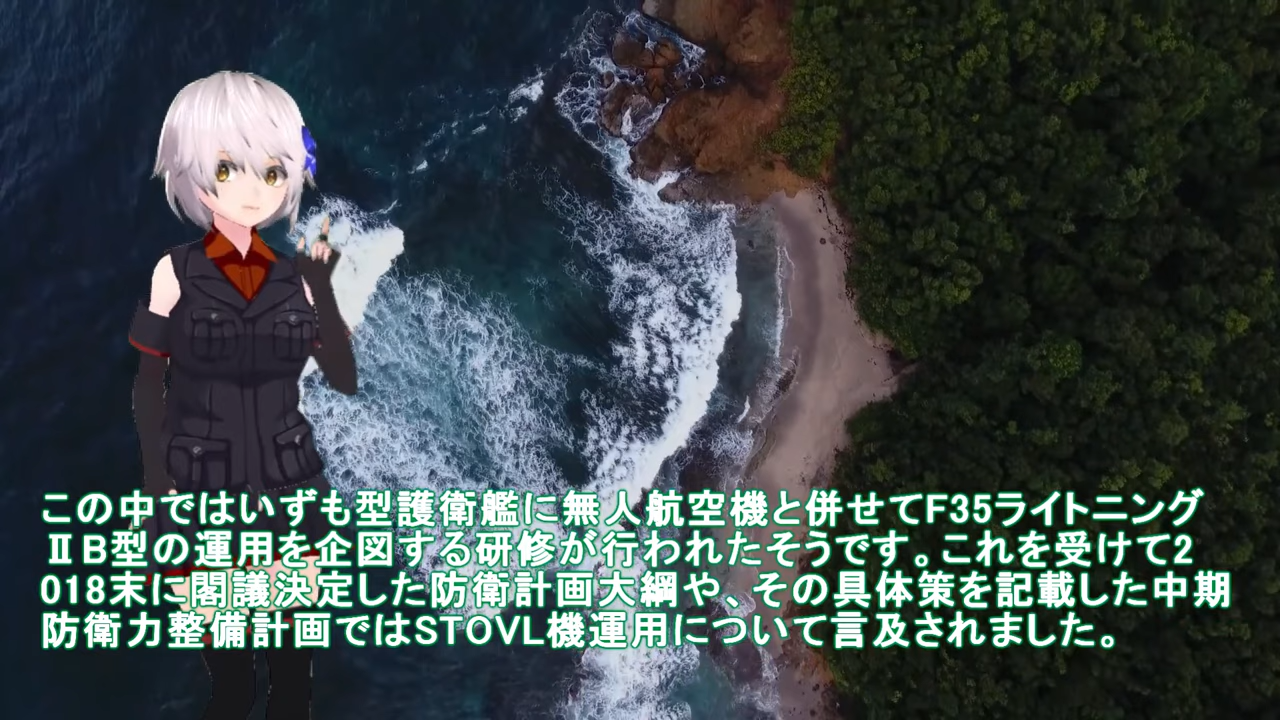 この中ではいずも型護衛艦に無人航空機と併せてF35ライトニング
ⅡB型の運用を企図する研修が行われたそうです。これを受けて2
018末に閣議決定した防衛計画大綱や、その具体策を記載した中期
防衛力整備計画ではSTOVL機運用について言及されました。